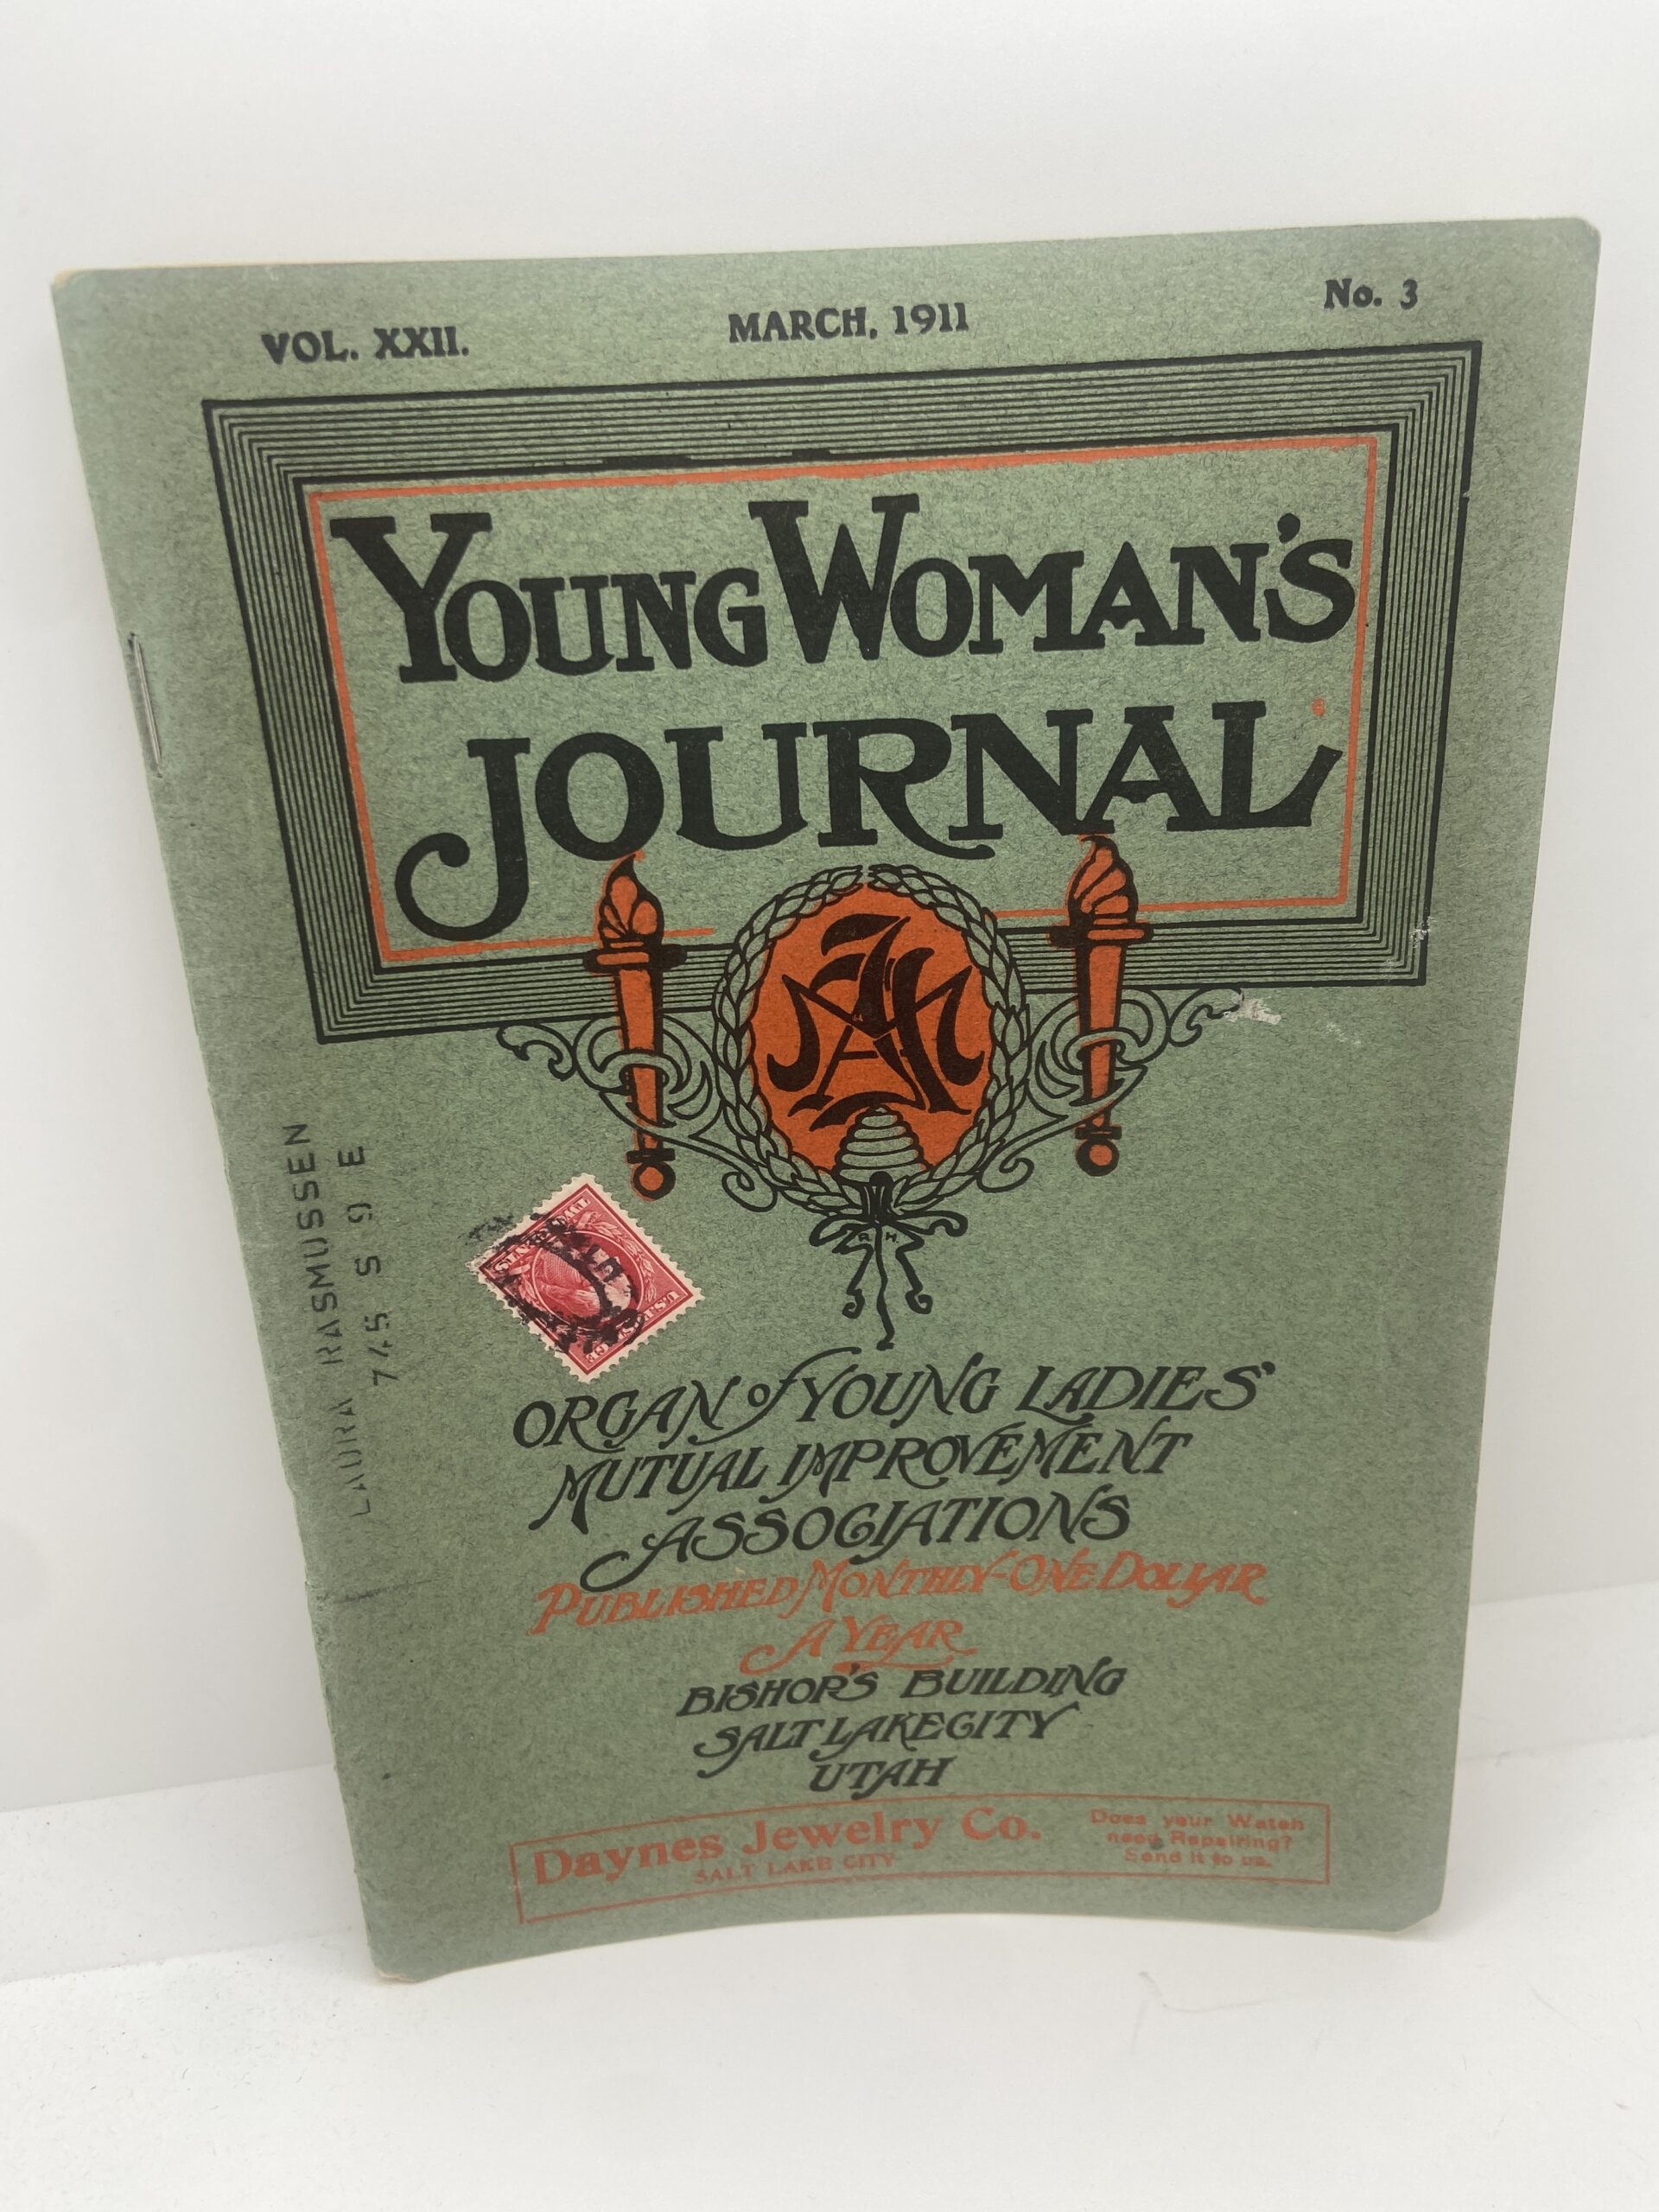 VOL. XXII.
MARCH, 1911
No. 3
YOUNG WOMAN'S
JOURNAL
R.H.
LAURA RASMUSSEN
745 S 9 E
ORGAN of YOUNG LADIES'
MUTUAL IMPROVEMENT
ASSOCIATIONS
PUBLISHED MONTHLY-ONE DOLLAR
A YEAR
BISHOP'S BUILDING
SALT LAKE CITY
UTAH
Daynes Jewelry Co.
SALT LAKE CITY
Does your Watch
need Repairing?
Send it to us.